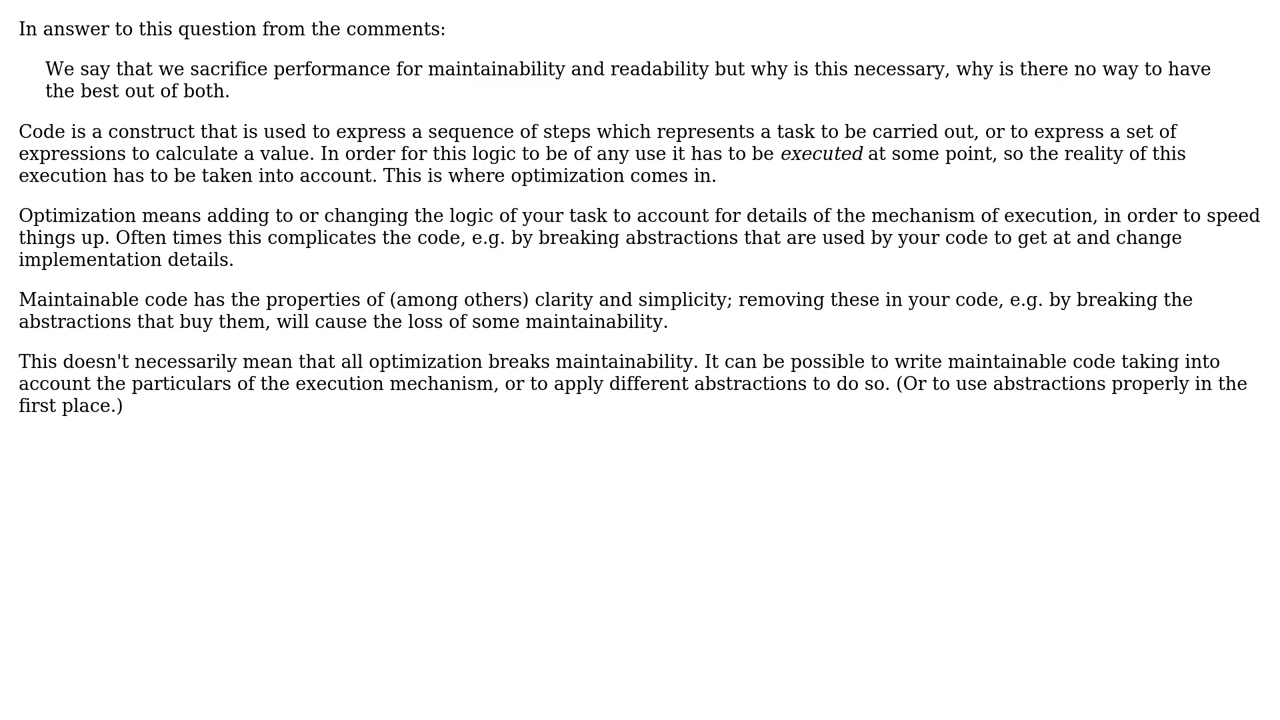 In answer to this question from the comments:
We say that we sacrifice performance for maintainability and readability but why is this necessary, why is there no way to have
the best out of both.
Code is a construct that is used to express a sequence of steps which represents a task to be carried out, or to express a set of
expressions to calculate a value. In order for this logic to be of any use it has to be executed at some point, so the reality of this
execution has to be taken into account. This is where optimization comes in.
Optimization means adding to or changing the logic of your task to account for details of the mechanism of execution, in order to speed
things up. Often times this complicates the code, e.g. by breaking abstractions that are used by your code to get at and change
implementation details.
Maintainable code has the properties of (among others) clarity and simplicity; removing these in your code, e.g. by breaking the
abstractions that buy them, will cause the loss of some maintainability.
This doesn't necessarily mean that all optimization breaks maintainability. It can be possible to write maintainable code taking into
account the particulars of the execution mechanism, or to apply different abstractions to do so. (Or to use abstractions properly in the
first place.)